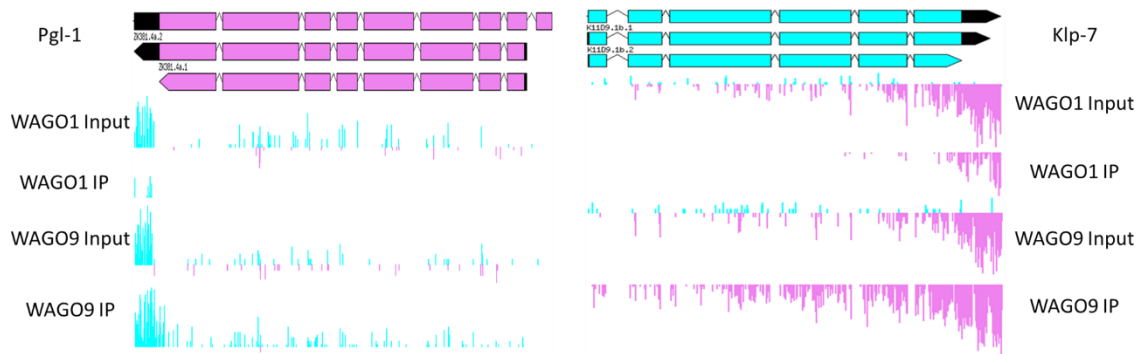 Pgl-1
ZK381.4a.2
ZK381.4a.1
WAGO1 Input
WAGO1 IP
WAGO9 Input
WAGO9 IP
Klp-7
K11D9.1b.1
K11D9.1b.2
WAGO1 Input
WAGO1 IP
WAGO9 Input
WAGO9 IP